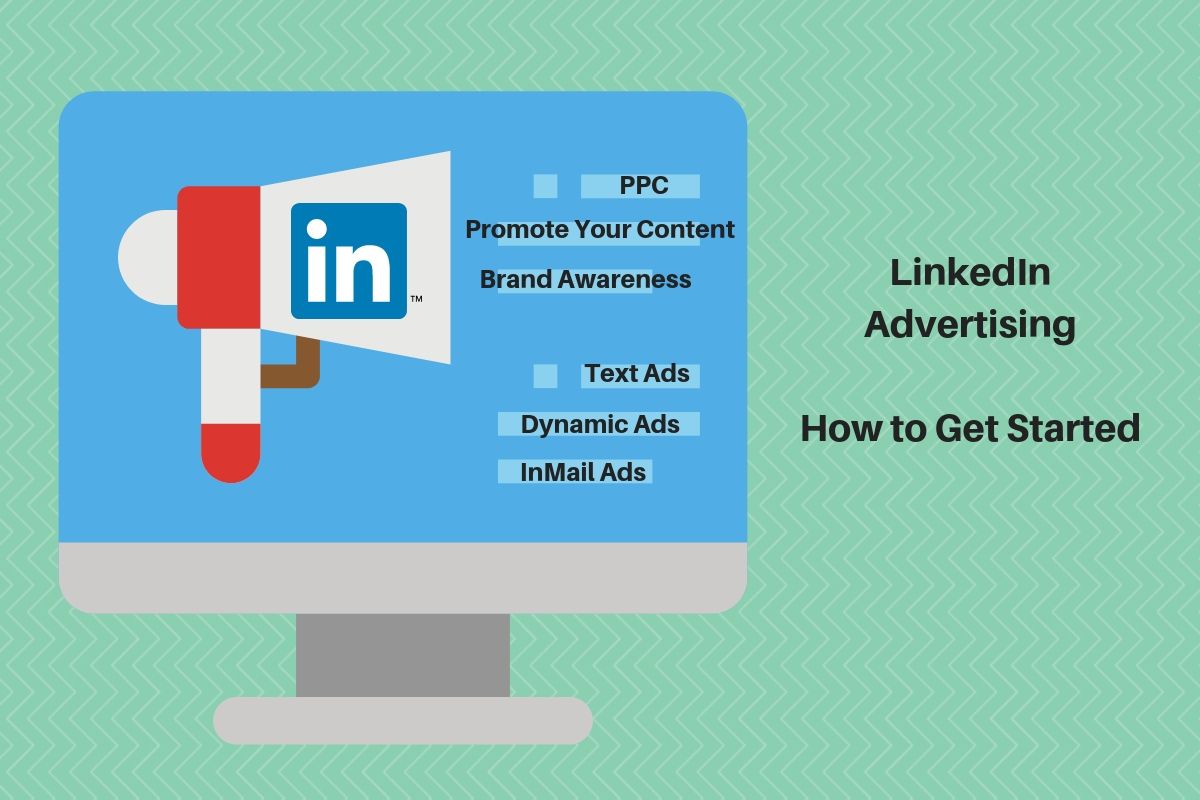 PPC
Promote Your Content
Brand Awareness
in
™
Text Ads
Dynamic Ads
InMail Ads
LinkedIn
Advertising
How to Get Started